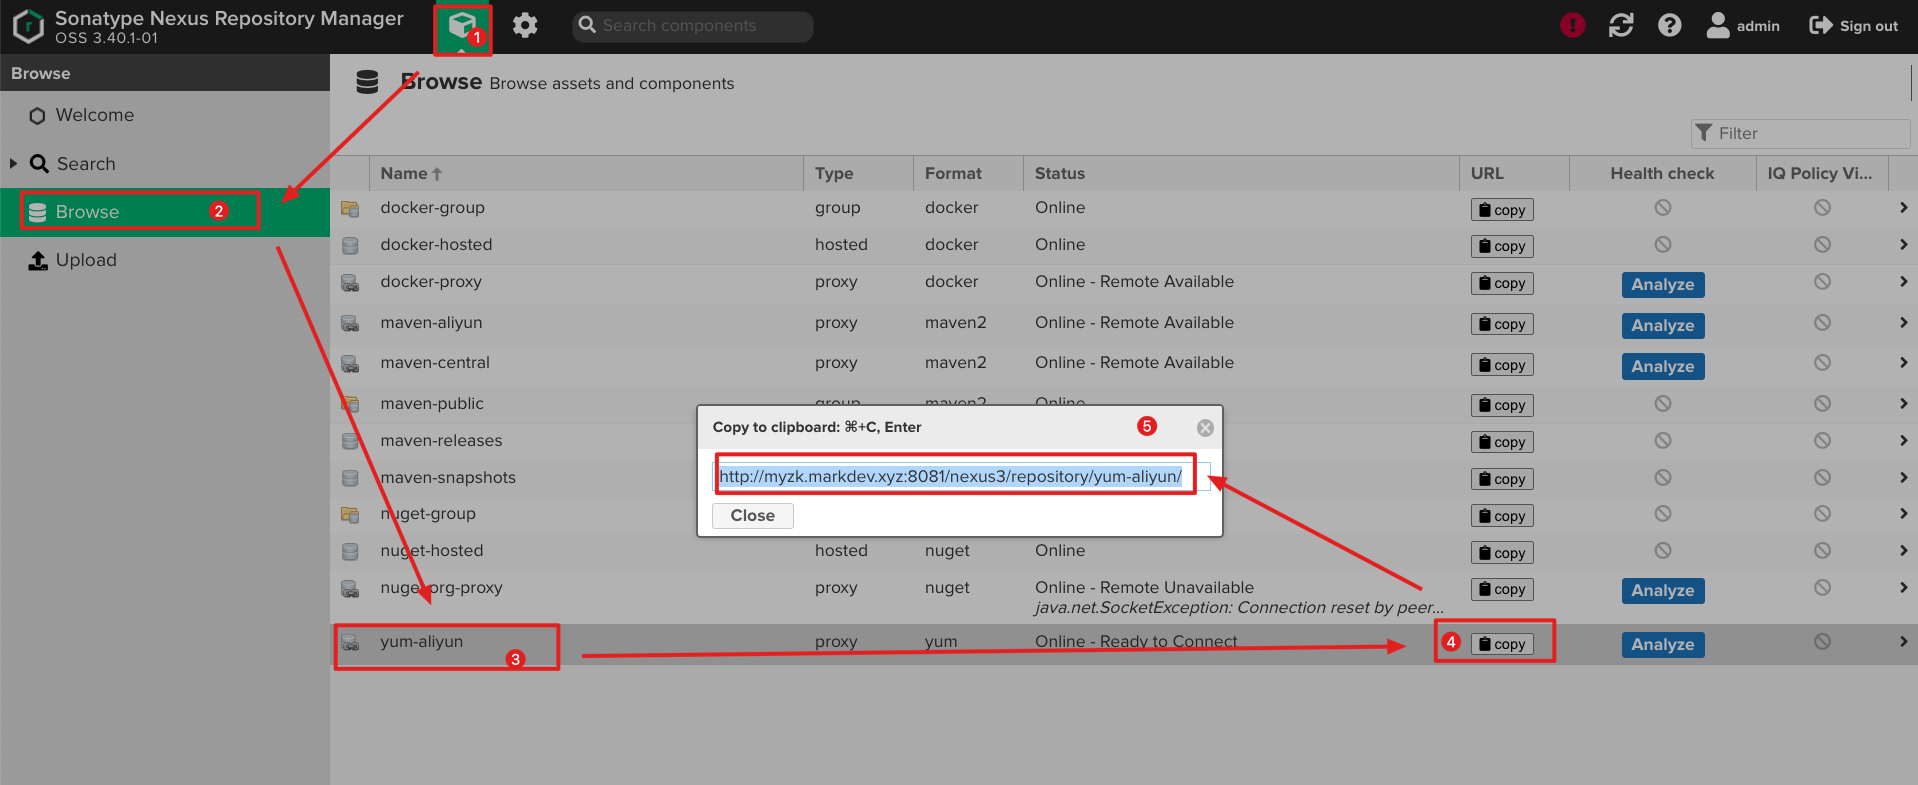 Sonatype Nexus Repository Manager
OSS 3.40.1-01
1
Search components
!
?
admin
Sign out
Browse
Welcome
Search
Browse 2
Upload
Browse Browse assets and components
Filter
Name Type Format Status URL Health check IQ Policy Vi...
docker-group group docker Online copy
docker-hosted hosted docker Online copy
docker-proxy proxy docker Online - Remote Available copy Analyze
maven-aliyun proxy maven2 Online - Remote Available copy Analyze
maven-central proxy maven2 Online - Remote Available copy Analyze
maven-public group maven2 Online copy
maven-releases copy
maven-snapshots copy
nuget-group copy
nuget-hosted hosted nuget Online copy
nuget.org-proxy proxy nuget Online - Remote Unavailable copy Analyze
java.net.SocketException: Connection reset by peer...
yum-aliyun 3 proxy yum Online - Ready to Connect 4 copy Analyze
Copy to clipboard: ⌘+C, Enter 5
http://myzk.markdev.xyz:8081/nexus3/repository/yum-aliyun/
Close